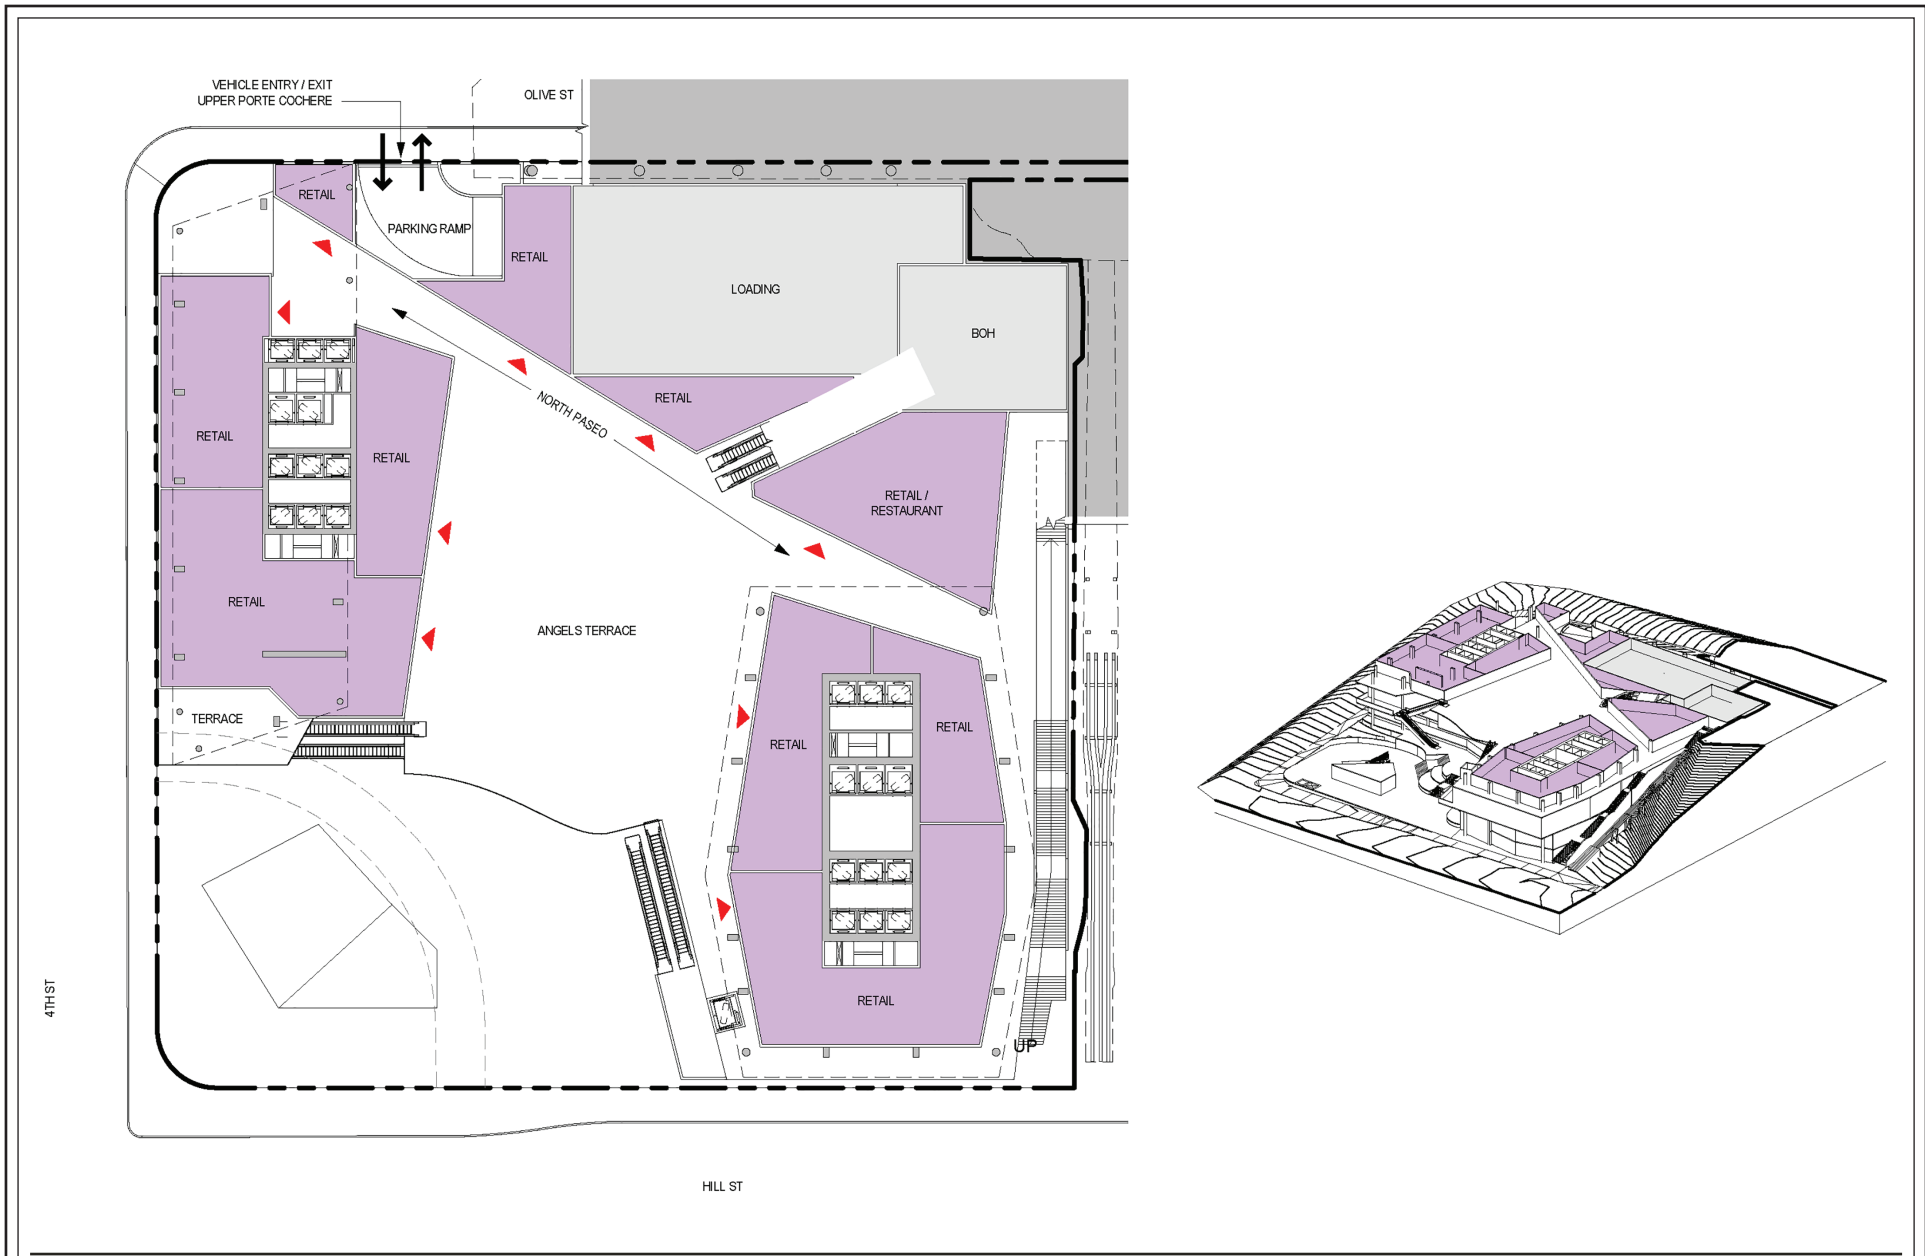 VEHICLE ENTRY / EXIT
UPPER PORTE COCHERE
OLIVE ST
RETAIL
PARKING RAMP
RETAIL
LOADING
BOH
NORTH PASEO
RETAIL
RETAIL
RETAIL
RETAIL /
RESTAURANT
RETAIL
ANGELS TERRACE
TERRACE
RETAIL
RETAIL
RETAIL
UP
4TH ST
HILL ST